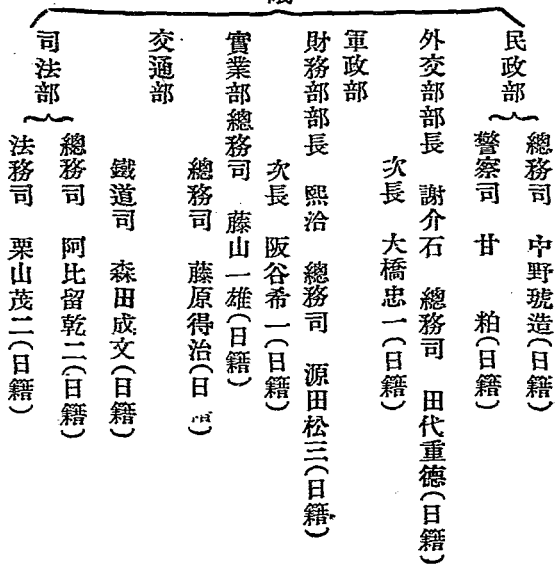 民政部
總務司 中野琥造(日籍)
警察司 甘 粕(日籍)
外交部部長 謝介石 總務司 田代重德(日籍)
次長 大橋忠一(日籍)
軍政部
財務部部長 熙洽 總務司 源田松三(日籍)
次長 阪谷希一(日籍)
實業部總務司 藤山一雄(日籍)
交通部
總務司 藤原得治(日
鐵道司 森田成文(日籍)
司法部
總務司 阿比留乾二(日籍)
法務司 栗山茂二(日籍)